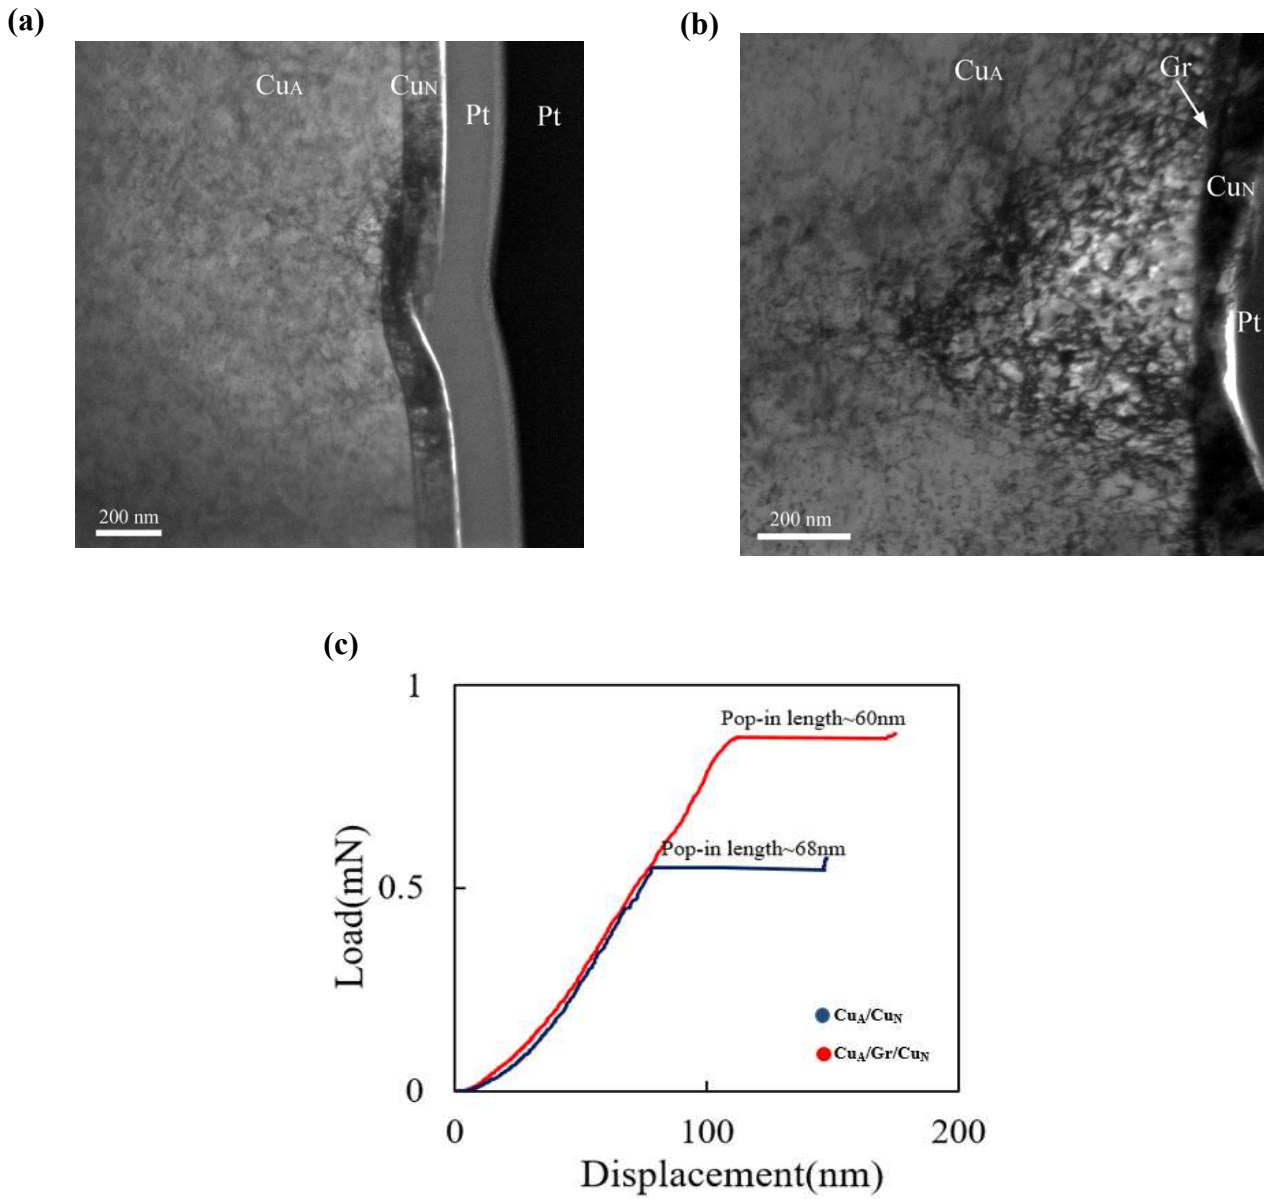 (a)
CuA CuN
Pt Pt
200 nm
(b)
CuA
Gr
CuN
Pt
200 nm
(c)
1
Pop-in length~60nm
Pop-in length~68nm
Load(mN)
0.5
CuA/CuN
CuA/Gr/CuN
0
0 100 200
Displacement(nm)